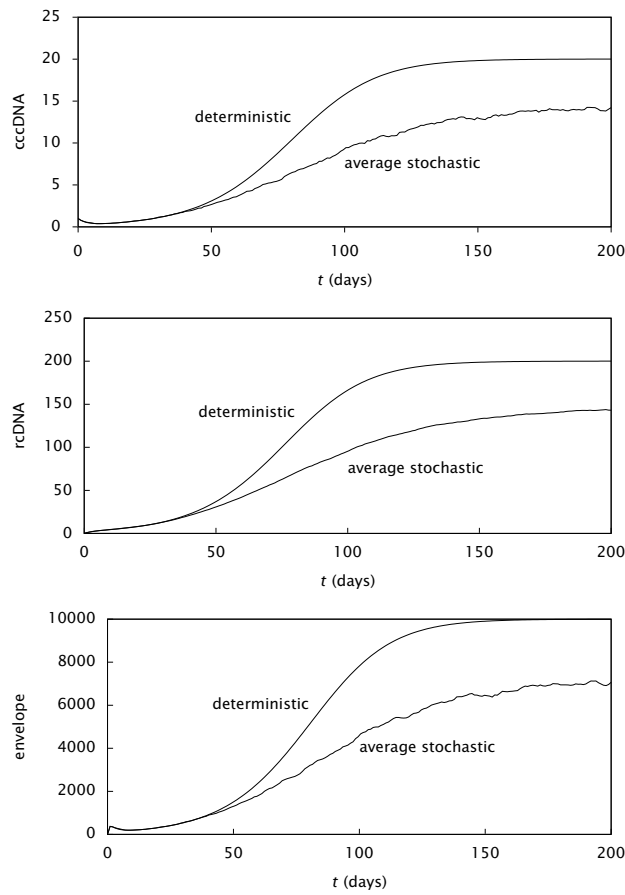 25
20
15
10
5
0
cccDNA
deterministic
average stochastic
0 50 100 150 200
t (days)
250
200
150
100
50
0
rcDNA
deterministic
average stochastic
0 50 100 150 200
t (days)
10000
8000
6000
4000
2000
0
envelope
deterministic
average stochastic
0 50 100 150 200
t (days)